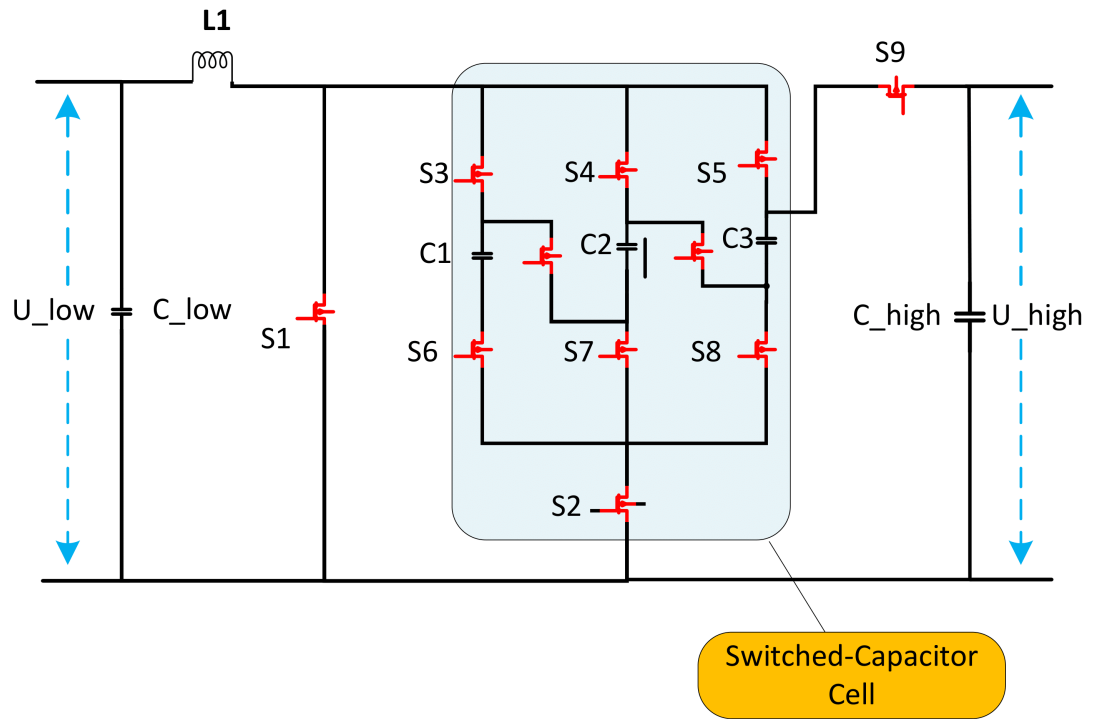 L1
S9
S3
S4
S5
C1
C2
C3
U_low
C_low
S1
C_high
U_high
S6
S7
S8
S2
Switched-Capacitor
Cell